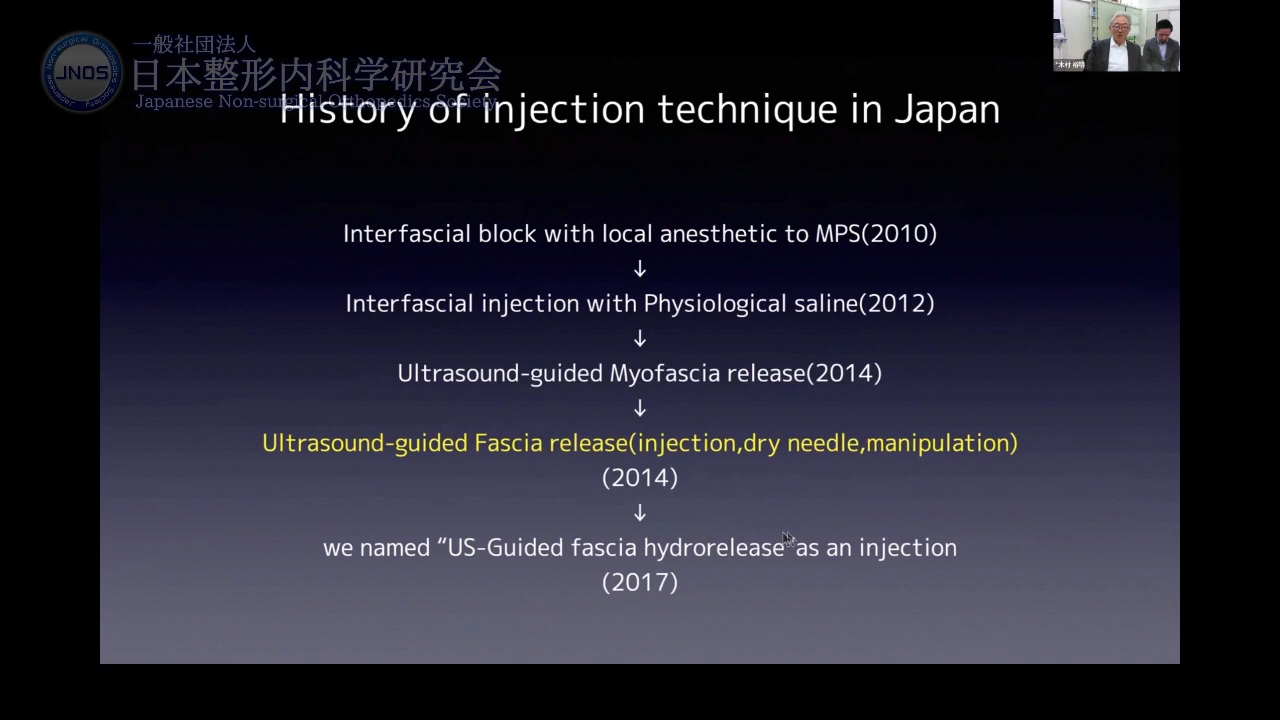 一般社団法人
日本整形内科学研究会
Japanese Non-surgical Orthopedics Society
JNOS
History of injection technique in Japan
Interfascial block with local anesthetic to MPS(2010)
↓
Interfascial injection with Physiological saline(2012)
↓
Ultrasound-guided Myofascia release(2014)
↓
Ultrasound-guided Fascia release(injection,dry needle,manipulation)
(2014)
↓
we named “US-Guided fascia hydrorelease” as an injection
(2017)